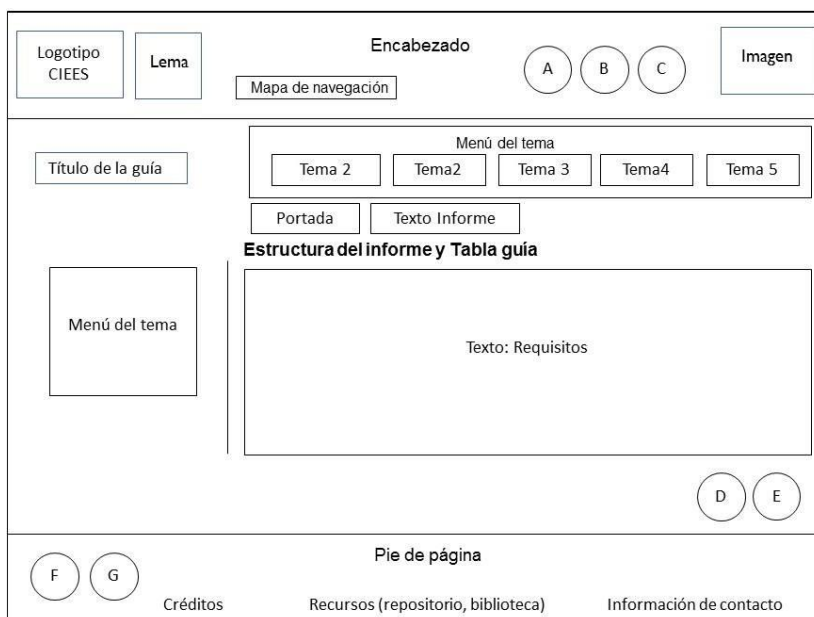 Logotipo
CIEES
Lema
Encabezado
Mapa de navegación
A
B
C
Imagen
Título de la guía
Menú del tema
Tema 2
Tema2
Tema 3
Tema4
Tema 5
Portada
Texto Informe
Estructura del informe y Tabla guía
Menú del tema
Texto: Requisitos
D
E
F
G
Pie de página
Créditos
Recursos (repositorio, biblioteca)
Información de contacto